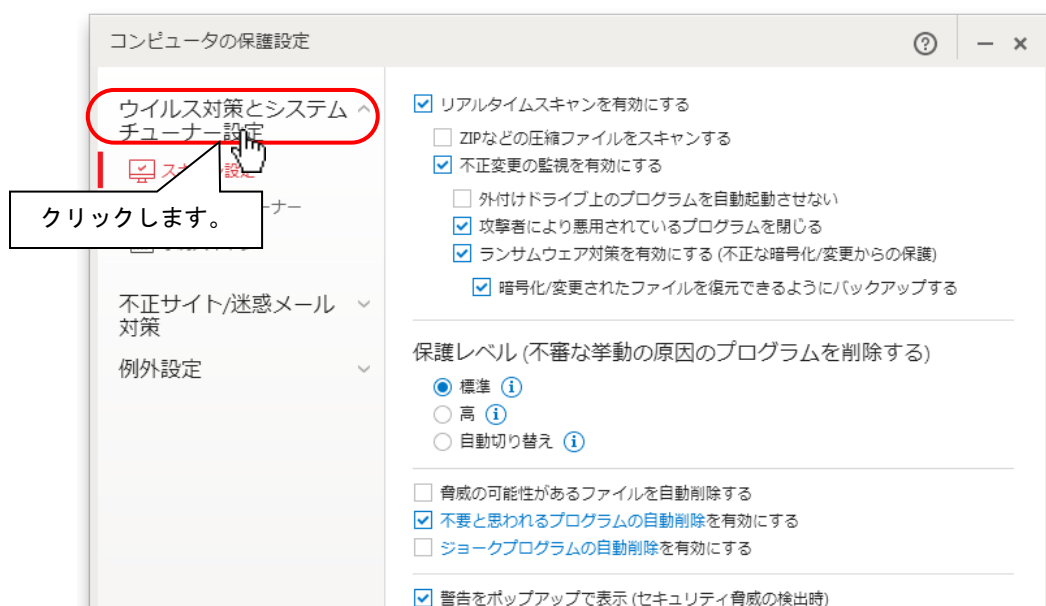 コンピュータの保護設定
ウイルス対策とシステム
チューナー設定
クリックします。
不正サイト/迷惑メール
対策
例外設定
リアルタイムスキャンを有効にする
ZIPなどの圧縮ファイルをスキャンする
不正変更の監視を有効にする
外付けドライブ上のプログラムを自動起動させない
攻撃者により悪用されているプログラムを閉じる
ランサムウェア対策を有効にする (不正な暗号化/変更からの保護)
暗号化/変更されたファイルを復元できるようにバックアップする
保護レベル (不審な挙動の原因のプログラムを削除する)
標準
高
自動切り替え
脅威の可能性があるファイルを自動削除する
不要と思われるプログラムの自動削除を有効にする
ジョークプログラムの自動削除を有効にする
警告をポップアップで表示 (セキュリティ脅威の検出時)